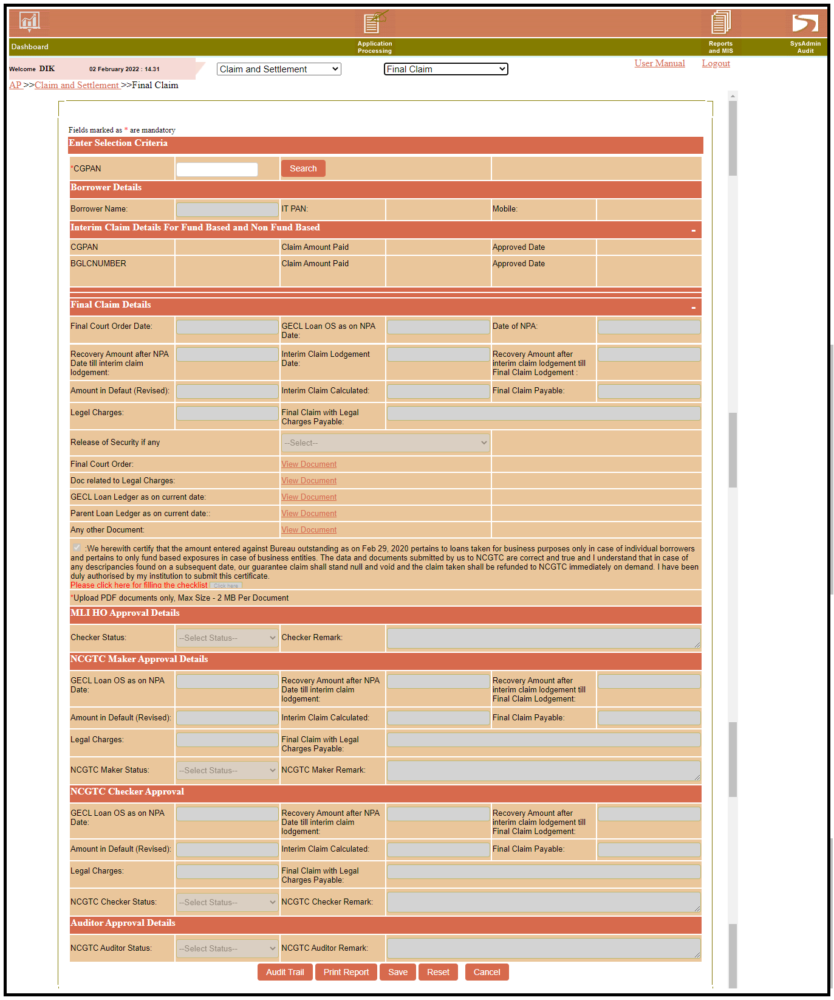 Dashboard
Application
Processing
Reports
and MIS
SysAdmin
Audit
Welcome DIK 02 February 2022 : 14.31
Claim and Settlement
Final Claim
User Manual
Logout
AP >>Claim and Settlement >>Final Claim
Fields marked as * are mandatory
Enter Selection Criteria
*CGPAN
Search
Borrower Details
Borrower Name:
IT PAN:
Mobile:
Interim Claim Details For Fund Based and Non Fund Based
-
CGPAN
Claim Amount Paid
Approved Date
BGLCNUMBER
Claim Amount Paid
Approved Date
Final Claim Details
-
Final Court Order Date:
GECL Loan OS as on NPA
Date:
Date of NPA:
Recovery Amount after NPA
Date till interim claim
lodgement:
Interim Claim Lodgement
Date:
Recovery Amount after
interim claim lodgement till
Final Claim Lodgement :
Amount in Defaut (Revised):
Interim Claim Calculated:
Final Claim Payable:
Legel Charges:
Final Claim with Legal
Charges Payable:
Release of Security if any
--Select--
Final Court Order:
View Document
Doc related to Legal Charges:
View Document
GECL Loan Ledger as on current date:
View Document
Parent Loan Ledger as on current date::
View Document
Any other Document:
View Document
:We herewith certify that the amount entered against Bureau outstanding as on Feb 29, 2020 pertains to loans taken for business purposes only in case of individual borrowers
and pertains to only fund based exposures in case of business entities. The data and documents submitted by us to NCGTC are correct and true and I understand that in case of
any descripancies found on a subsequent date, our guarantee claim shall stand null and void and the claim taken shall be refunded to NCGTC immediately on demand. I have been
duly authorised by my institution to submit this certificate.
Please click here for filling the checklist Click here
*Upload PDF documents only, Max Size - 2 MB Per Document
MLI HO Approval Details
Checker Status:
--Select Status--
Checker Remark:
NCGTC Maker Approval Details
GECL Loan OS as on NPA
Date:
Recovery Amount after NPA
Date till interim claim
lodgement:
Recovery Amount after
interim claim lodgement till
Final Claim Lodgement:
Amount in Default (Revised):
Interim Claim Calculated:
Final Claim Payable:
Legal Charges:
Final Claim with Legal
Charges Payable:
NCGTC Maker Status:
--Select Status--
NCGTC Maker Remark:
NCGTC Checker Approval
GECL Loan OS as on NPA
Date:
Recovery Amount after NPA
Date till interim claim
lodgement:
Recovery Amount after
interim claim lodgement till
Final Claim Lodgement:
Amount in Default (Revised):
Interim Claim Calculated:
Final Claim Payable:
Legal Charges:
Final Claim with Legal
Charges Payable:
NCGTC Checker Status:
--Select Status--
NCGTC Checker Remark:
Auditor Approval Details
NCGTC Auditor Status:
--Select Status--
NCGTC Auditor Remark:
Audit Trail
Print Report
Save
Reset
Cancel